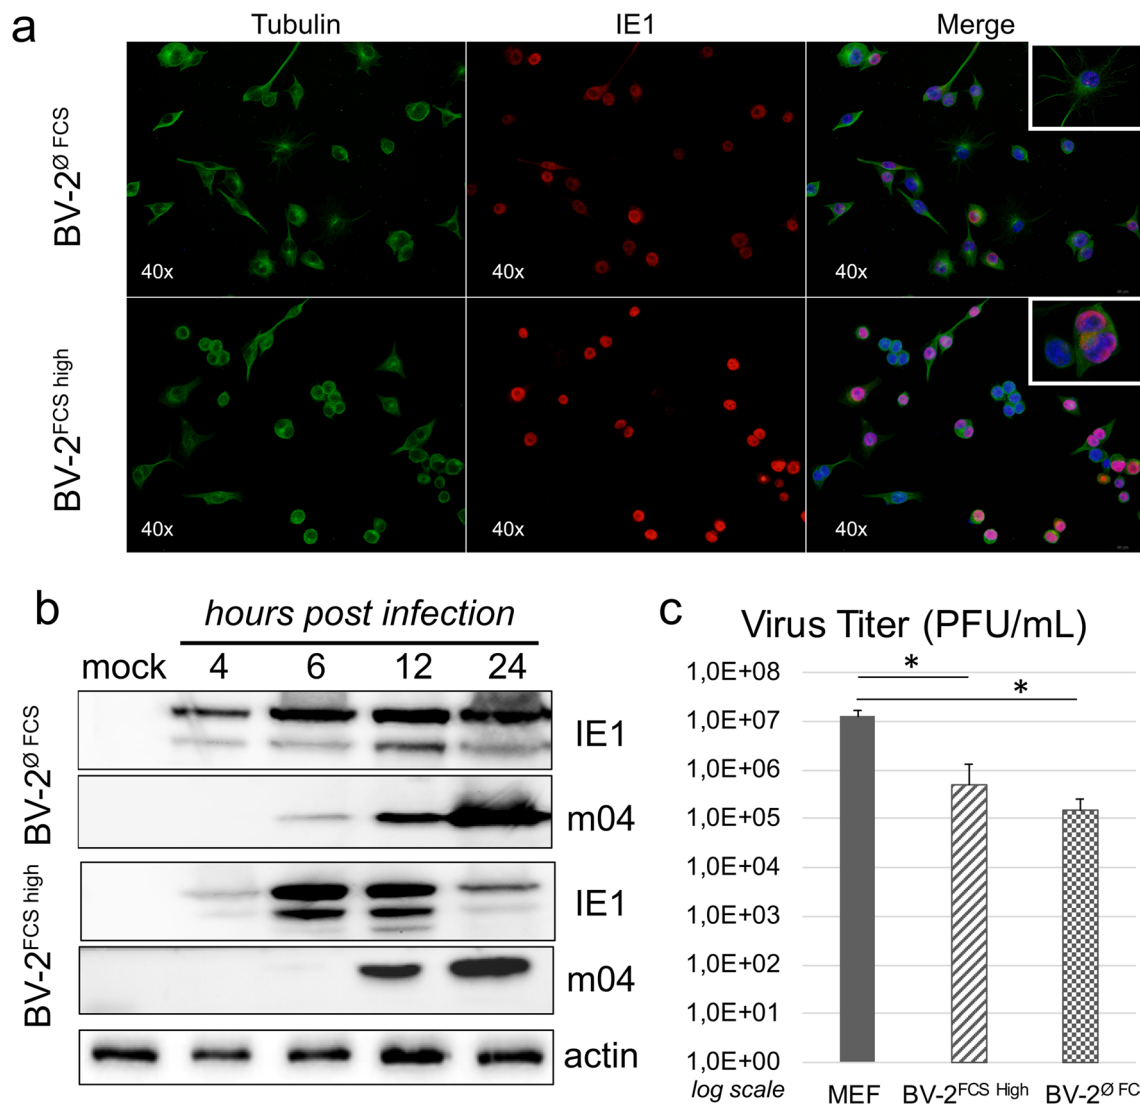 a
Tubulin IE1 Merge
BV-2Ø FCS
40x 40x 40x
BV-2FCS high
40x 40x 40x
b
hours post infection
mock 4 6 12 24
BV-2Ø FCS
IE1
m04
BV-2FCS high
IE1
m04
actin
c
Virus Titer (PFU/mL)
1,0E+08
1,0E+07
1,0E+06
1,0E+05
1,0E+04
1,0E+03
1,0E+02
1,0E+01
1,0E+00
* *
log scale
MEF BV-2FCS High BV-2Ø FC